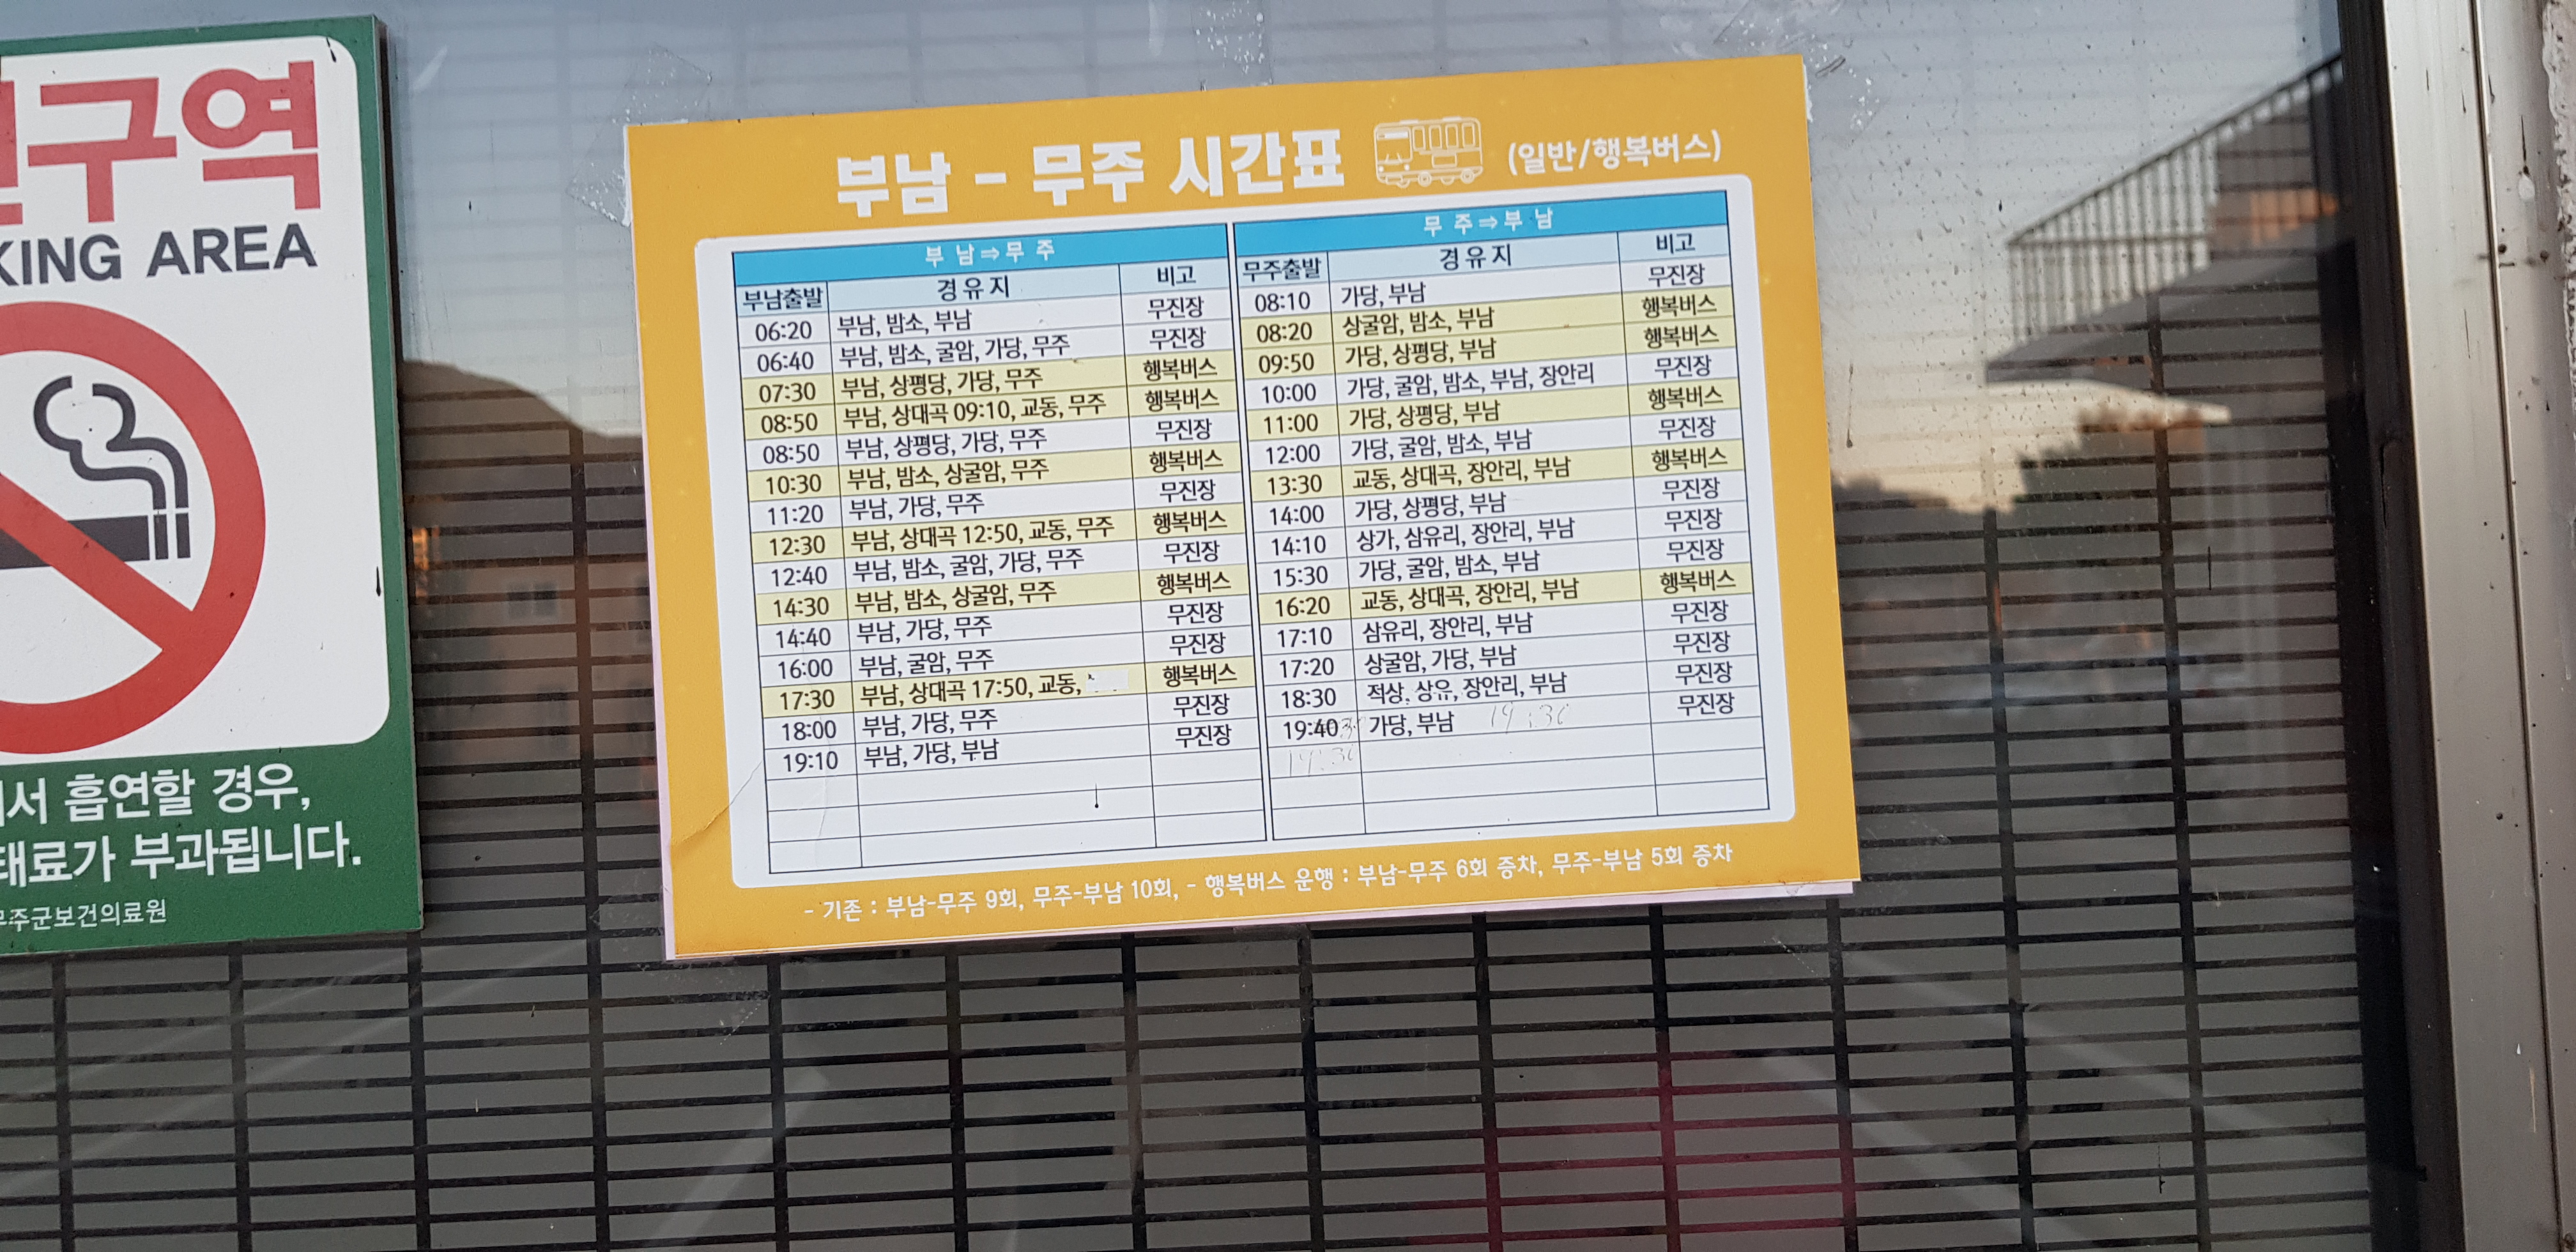 구역
KING AREA
서 흡연할 경우,
태료가 부과됩니다.
무주군보건의료원
부남 - 무주 시간표 (일반/행복버스)
부 남⇒무 주
부남출발 경 유 지 비고
06:20 부남, 밤소, 부남 무진장
06:40 부남, 밤소, 굴암, 가당, 무주 무진장
07:30 부남, 상평당, 가당, 무주 행복버스
08:50 부남, 상대곡 09:10, 교동, 무주 행복버스
08:50 부남, 상평당, 가당, 무주 무진장
10:30 부남, 밤소, 상굴암, 무주 행복버스
11:20 부남, 가당, 무주 무진장
12:30 부남, 상대곡 12:50, 교동, 무주 행복버스
12:40 부남, 밤소, 굴암, 가당, 무주 무진장
14:30 부남, 밤소, 상굴암, 무주 행복버스
14:40 부남, 가당, 무주 무진장
16:00 부남, 굴암, 무주 무진장
17:30 부남, 상대곡 17:50, 교동, 행복버스
18:00 부남, 가당, 무주 무진장
19:10 부남, 가당, 부남 무진장
무 주⇒부 남
무주출발 경 유 지 비고
08:10 가당, 부남 무진장
08:20 상굴암, 밤소, 부남 행복버스
09:50 가당, 상평당, 부남 행복버스
10:00 가당, 굴암, 밤소, 부남, 장안리 무진장
11:00 가당, 상평당, 부남 행복버스
12:00 가당, 굴암, 밤소, 부남 무진장
13:30 교동, 상대곡, 장안리, 부남 행복버스
14:00 가당, 상평당, 부남 무진장
14:10 상가, 삼유리, 장안리, 부남 무진장
15:30 가당, 굴암, 밤소, 부남 무진장
16:20 교동, 상대곡, 장안리, 부남 행복버스
17:10 삼유리, 장안리, 부남 무진장
17:20 상굴암, 가당, 부남 무진장
18:30 적상, 상유, 장안리, 부남 무진장
19:40 가당, 부남 19:30 무진장
19:30
- 기존 : 부남-무주 9회, 무주-부남 10회, - 행복버스 운행 : 부남-무주 6회 증차, 무주-부남 5회 증차